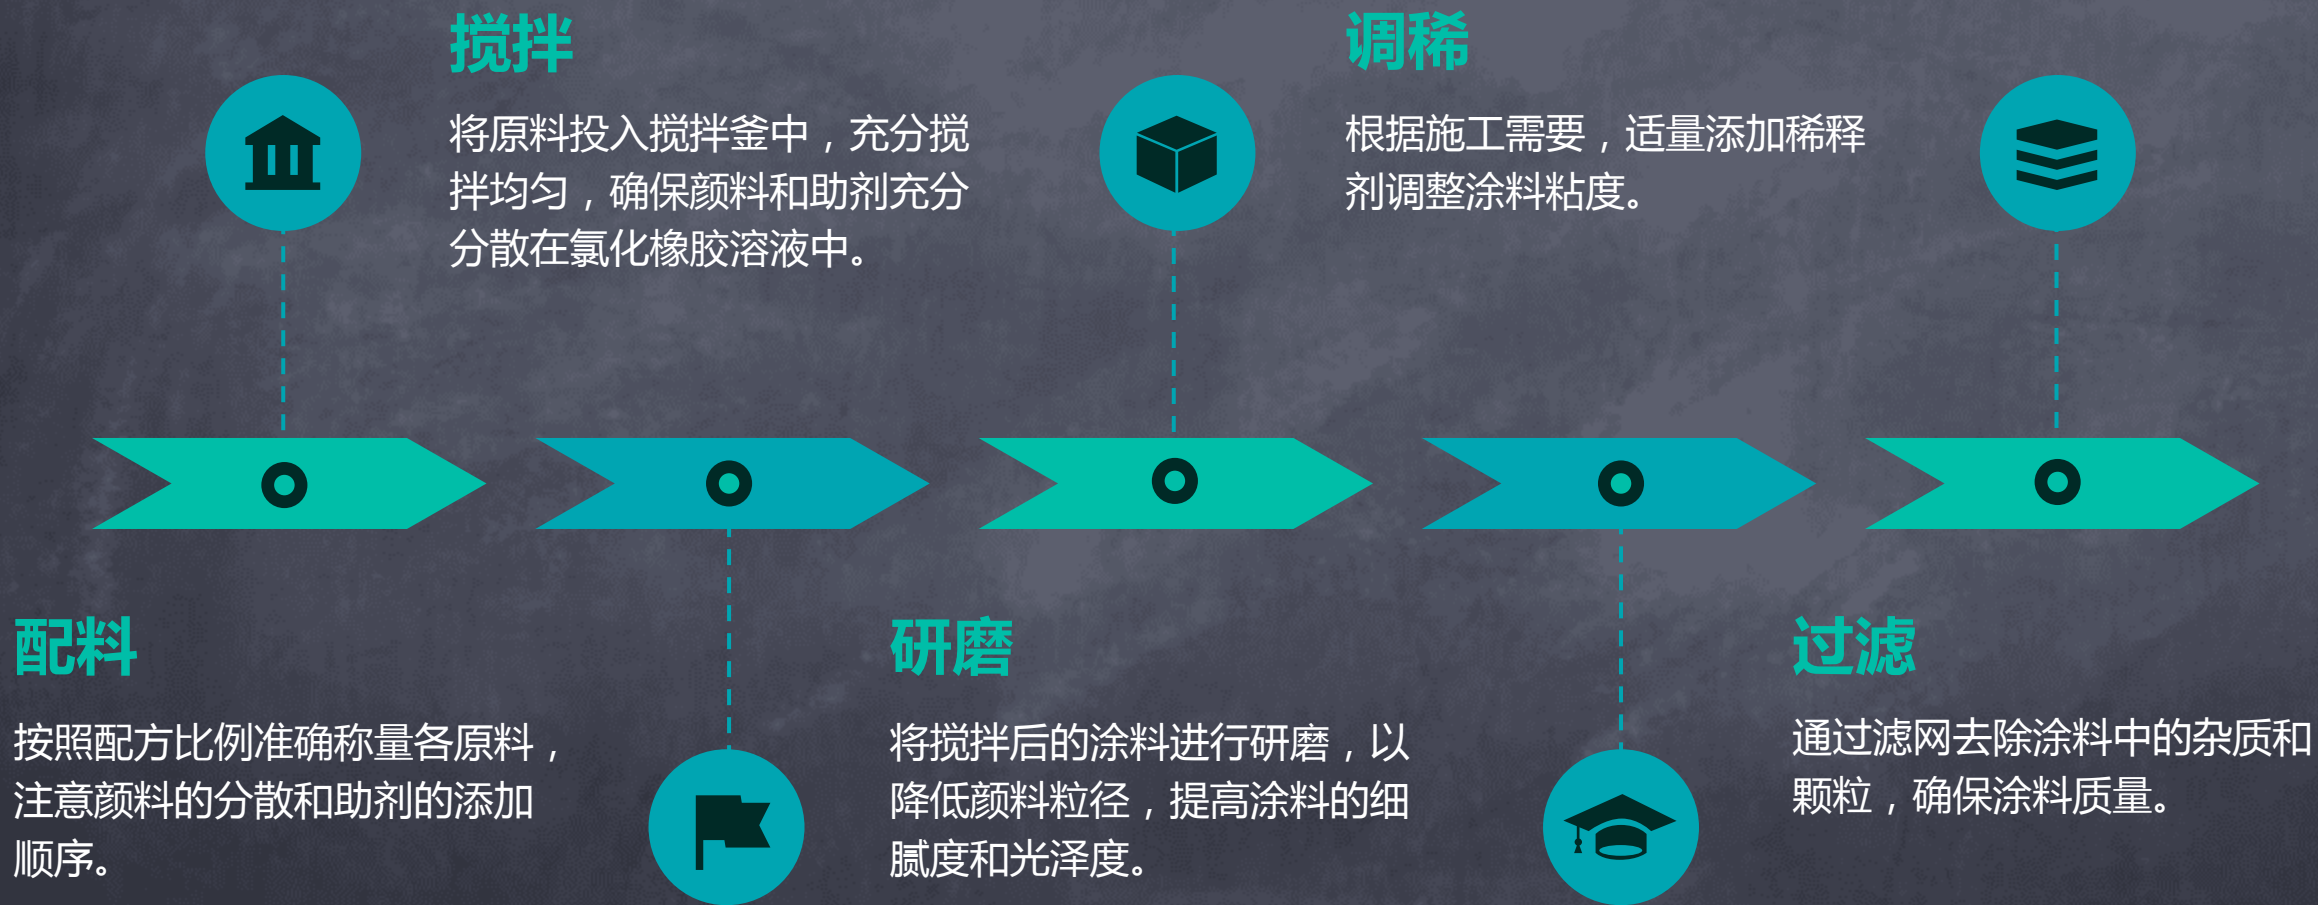 搅拌
将原料投入搅拌釜中，充分搅
拌均匀，确保颜料和助剂充分
分散在氯化橡胶溶液中。
调稀
根据施工需要，适量添加稀释
剂调整涂料粘度。
配料
按照配方比例准确称量各原料，
注意颜料的分散和助剂的添加
顺序。
研磨
将搅拌后的涂料进行研磨，以
降低颜料粒径，提高涂料的细
腻度和光泽度。
过滤
通过滤网去除涂料中的杂质和
颗粒，确保涂料质量。